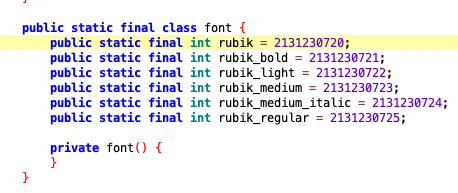 public static final class font {
public static final int rubik = 2131230720;
public static final int rubik_bold = 2131230721;
public static final int rubik_light = 2131230722;
public static final int rubik_medium = 2131230723;
public static final int rubik_medium_italic = 2131230724;
public static final int rubik_regular = 2131230725;
private font() {
}
}